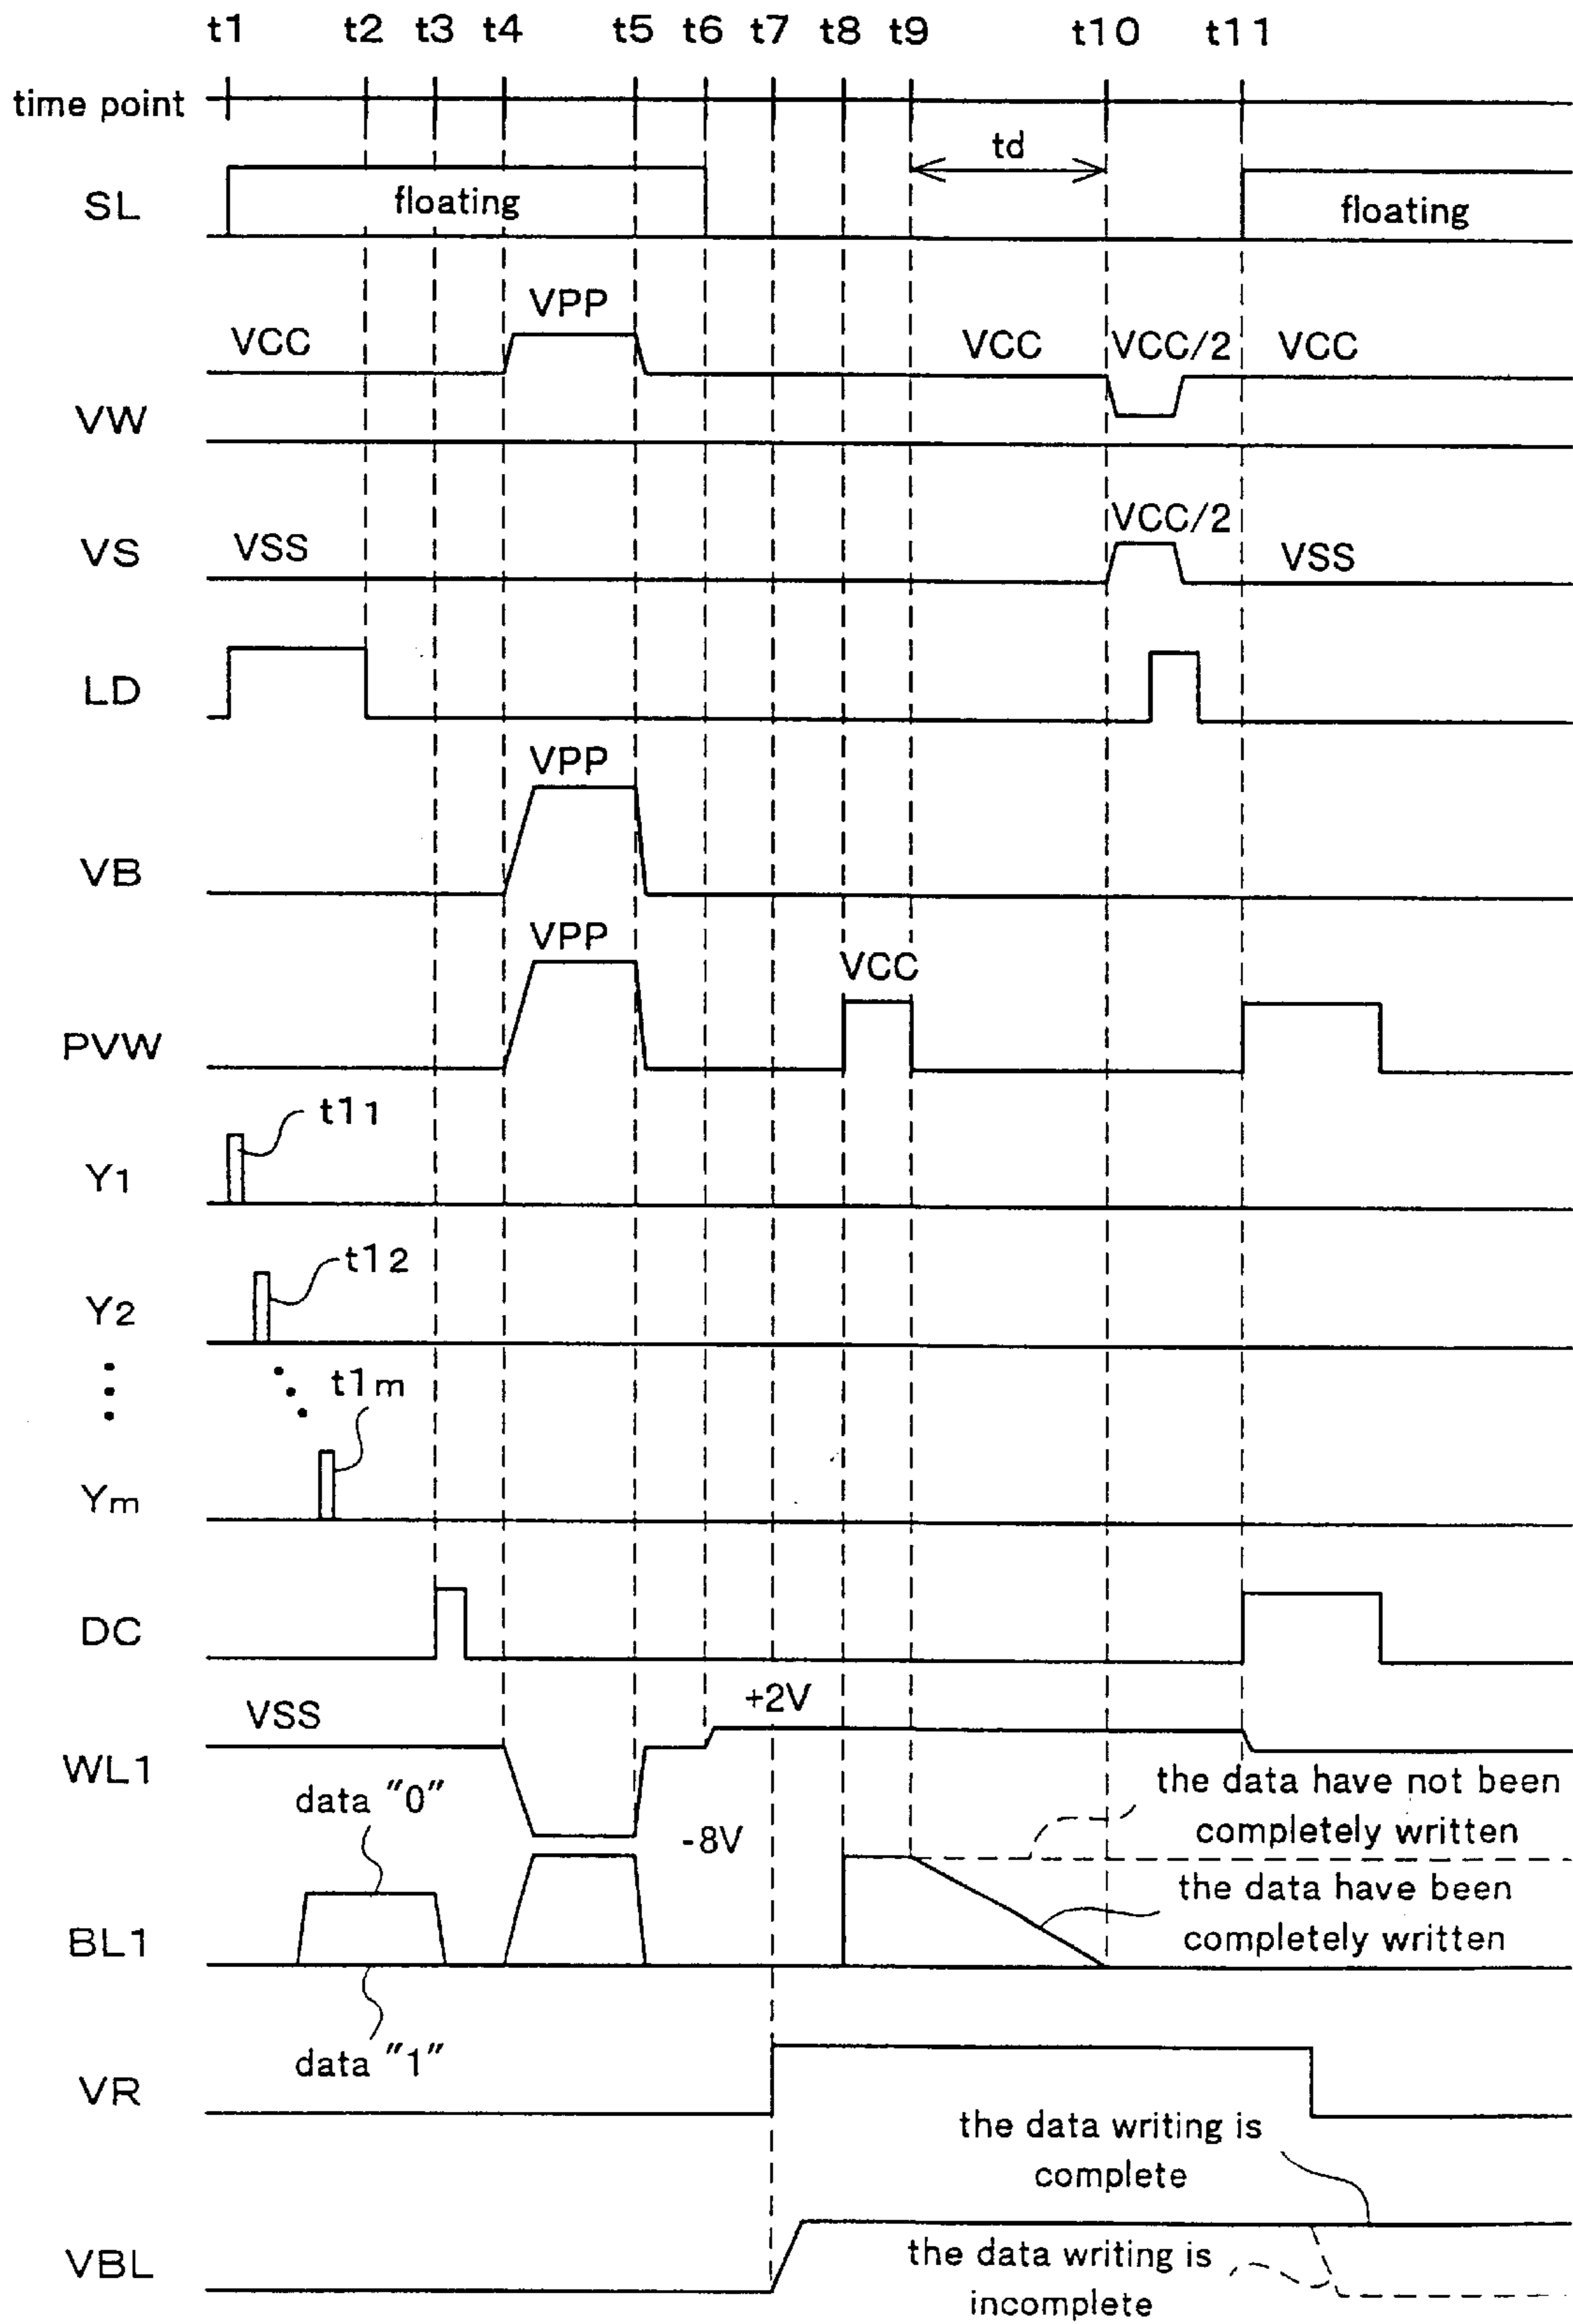 t1 t2 t3 t4 t5 t6 t7 t8 t9 t10 t11
time point
td
SL floating floating
VPP
VCC VCC VCC/2 VCC
VW
VCC/2
VS VSS VSS
LD
VPP
VB
VPP
VCC
PVW
t11
Y1
t12
Y2
t1m
Ym
DC
+2V
VSS
WL1
data "0"
the data have not been
completely written
-8V
the data have been
completely written
BL1
data "1"
VR
the data writing is
complete
VBL
the data writing is
incomplete